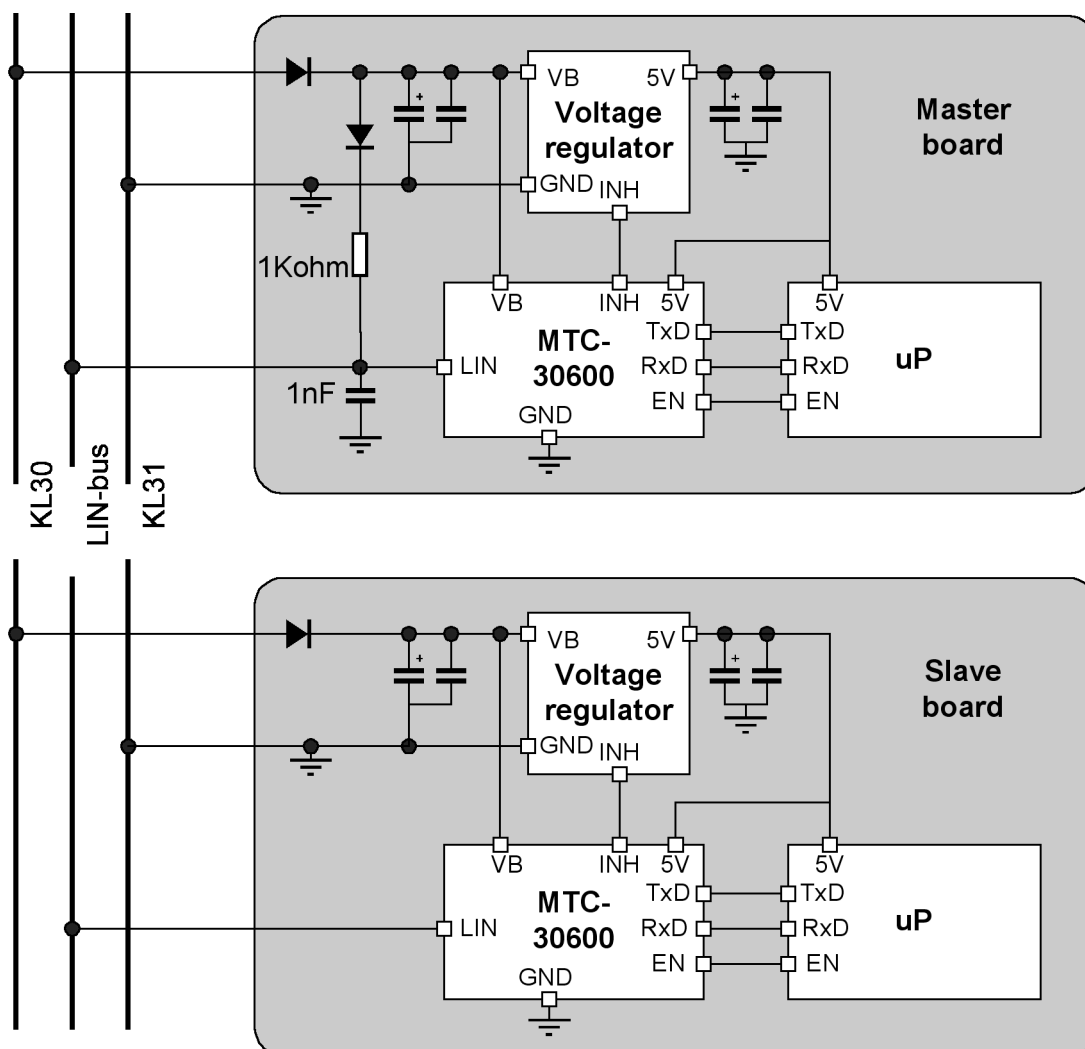 VB
5V
Voltage
regulator
Master
board
+
+
GND
INH
1Kohm
VB
INH
5V
5V
TxD
TxD
MTC-
30600
uP
LIN
RxD
RxD
1nF
EN
EN
GND
KL30
LIN-bus
KL31
VB
5V
Voltage
regulator
Slave
board
+
+
GND
INH
VB
INH
5V
5V
TxD
TxD
MTC-
30600
uP
LIN
RxD
RxD
EN
EN
GND